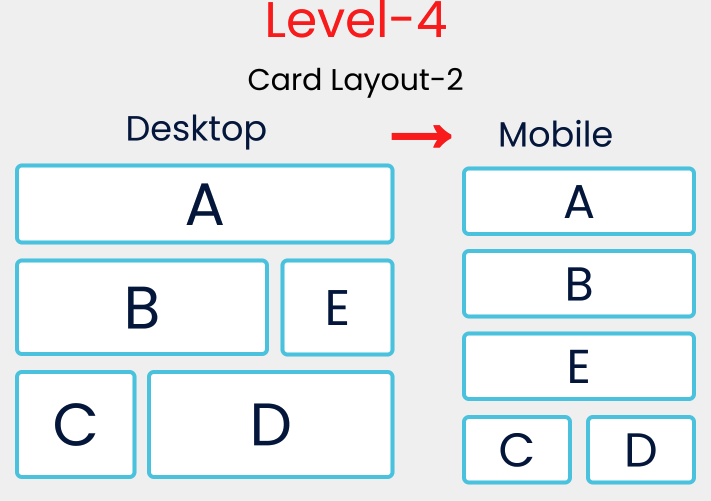 Level-4
Card Layout-2
Desktop
A
B E
C D
Mobile
A
B
E
C D